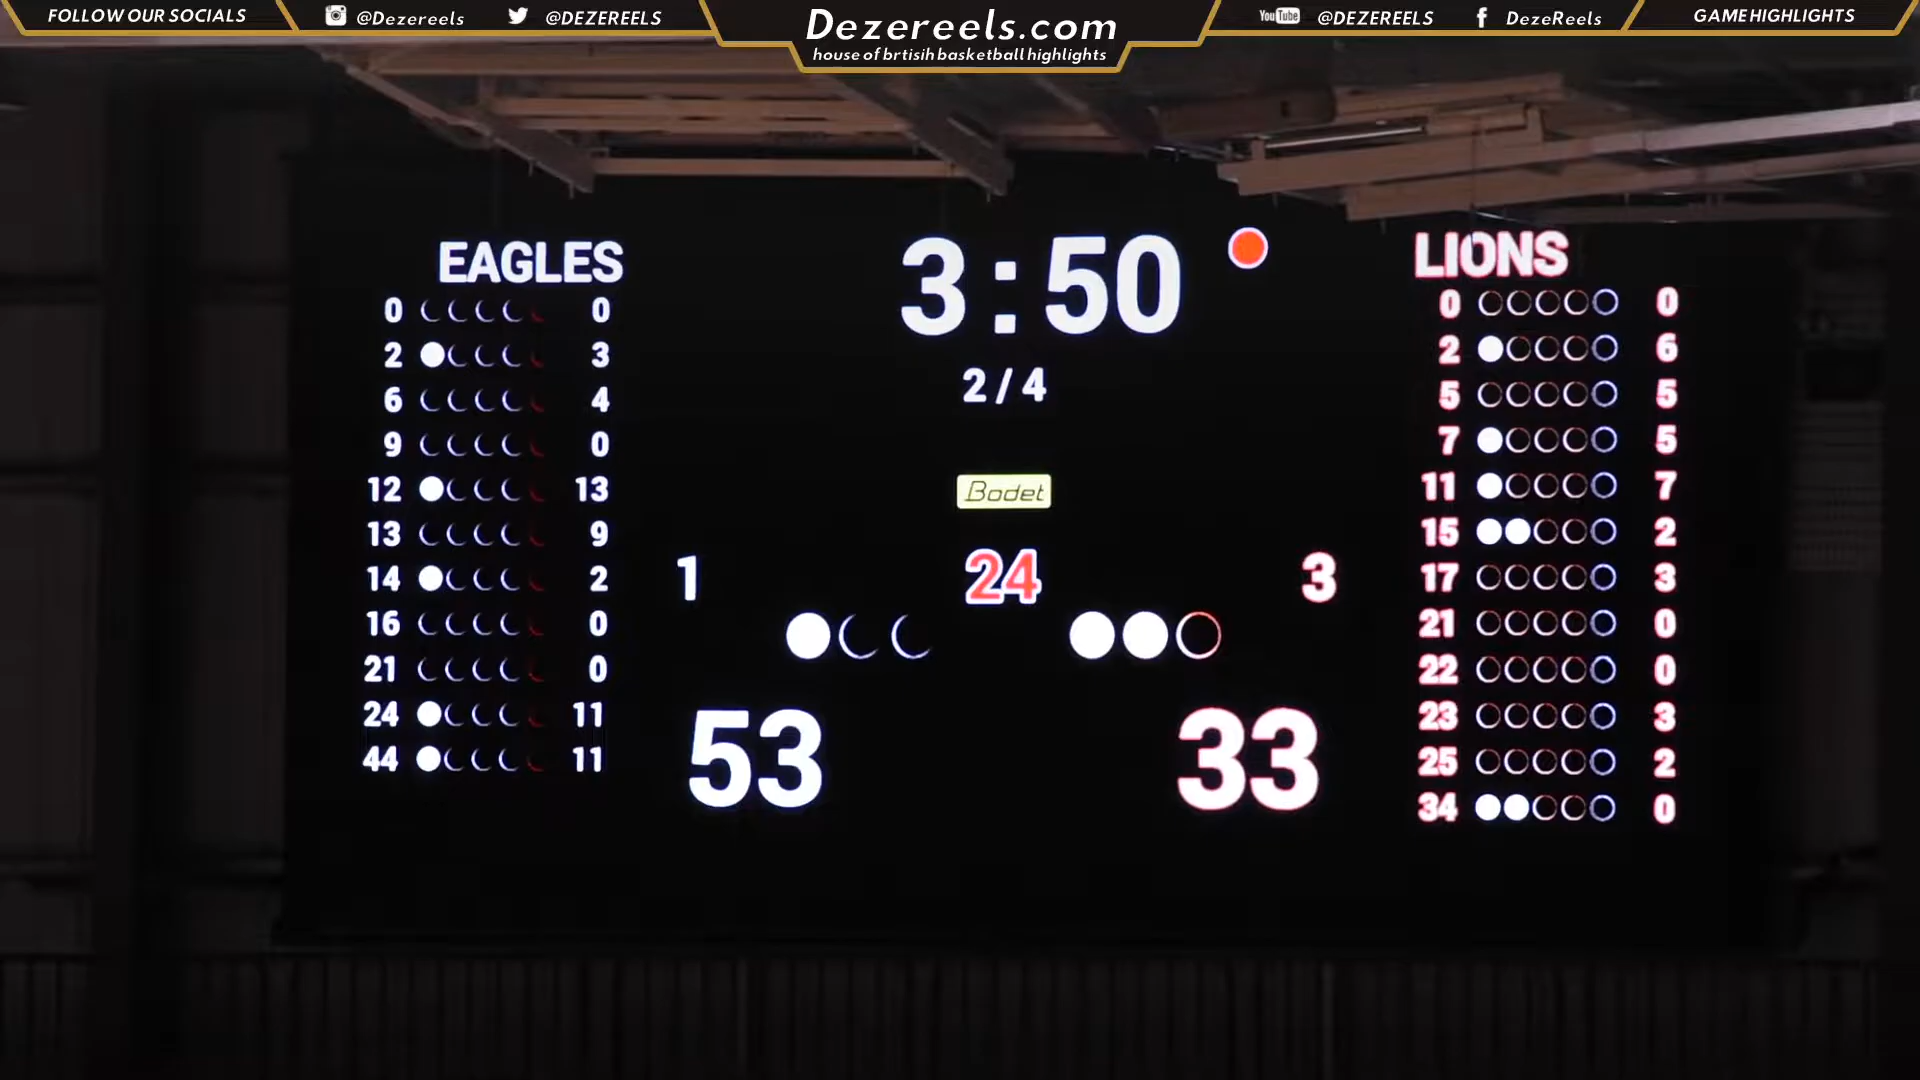 FOLLOW OUR SOCIALS
@Dezereels
@DEZEREELS
Dezereels.com
house of brtisih basketball highlights
YouTube @DEZEREELS
f DezeReels
GAMEHIGHLIGHTS
EAGLES
3:50
LIONS
2/4
Bodet
0 0
2 3
6 4
9 0
12 13
13 9
14 2
16 0
21 0
24 11
44 11
1
24
3
53
33
0 0
2 6
5 5
7 5
11 7
15 2
17 3
21 0
22 0
23 3
25 2
34 0